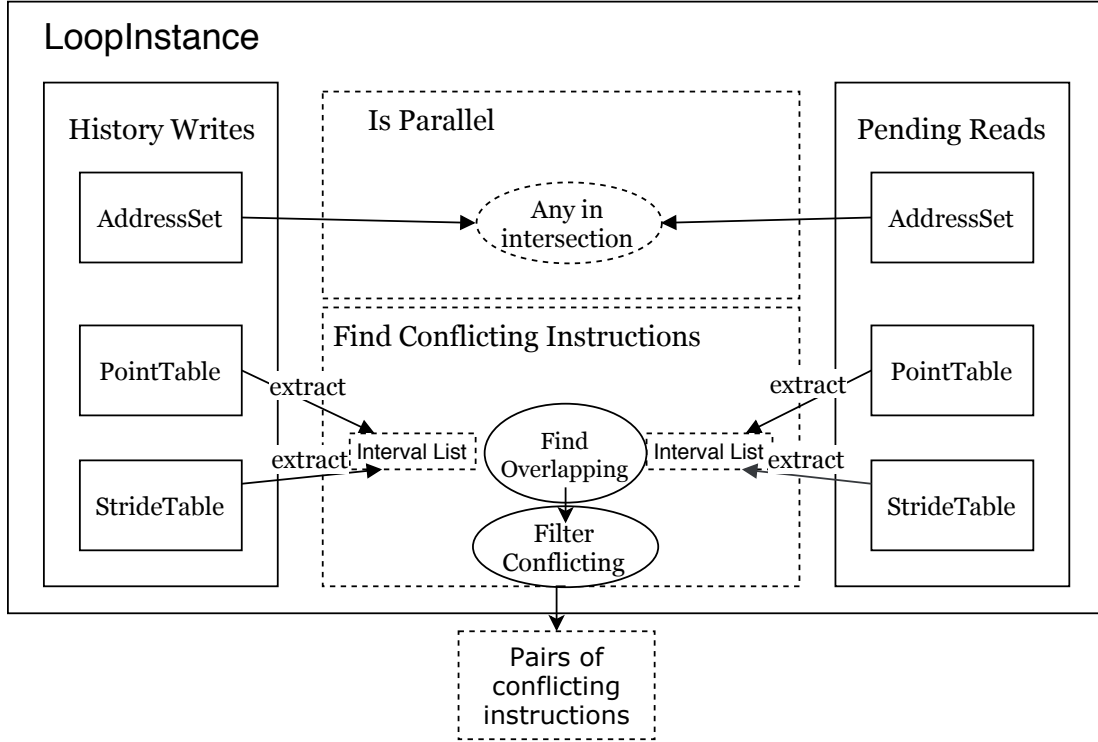 LoopInstance
History Writes
Is Parallel
Pending Reads
AddressSet
Any in
intersection
AddressSet
Find Conflicting Instructions
PointTable
extract
extract
PointTable
Interval List
Find
Overlapping
Interval List
extract
extract
StrideTable
StrideTable
Filter
Conflicting
Pairs of
conflicting
instructions